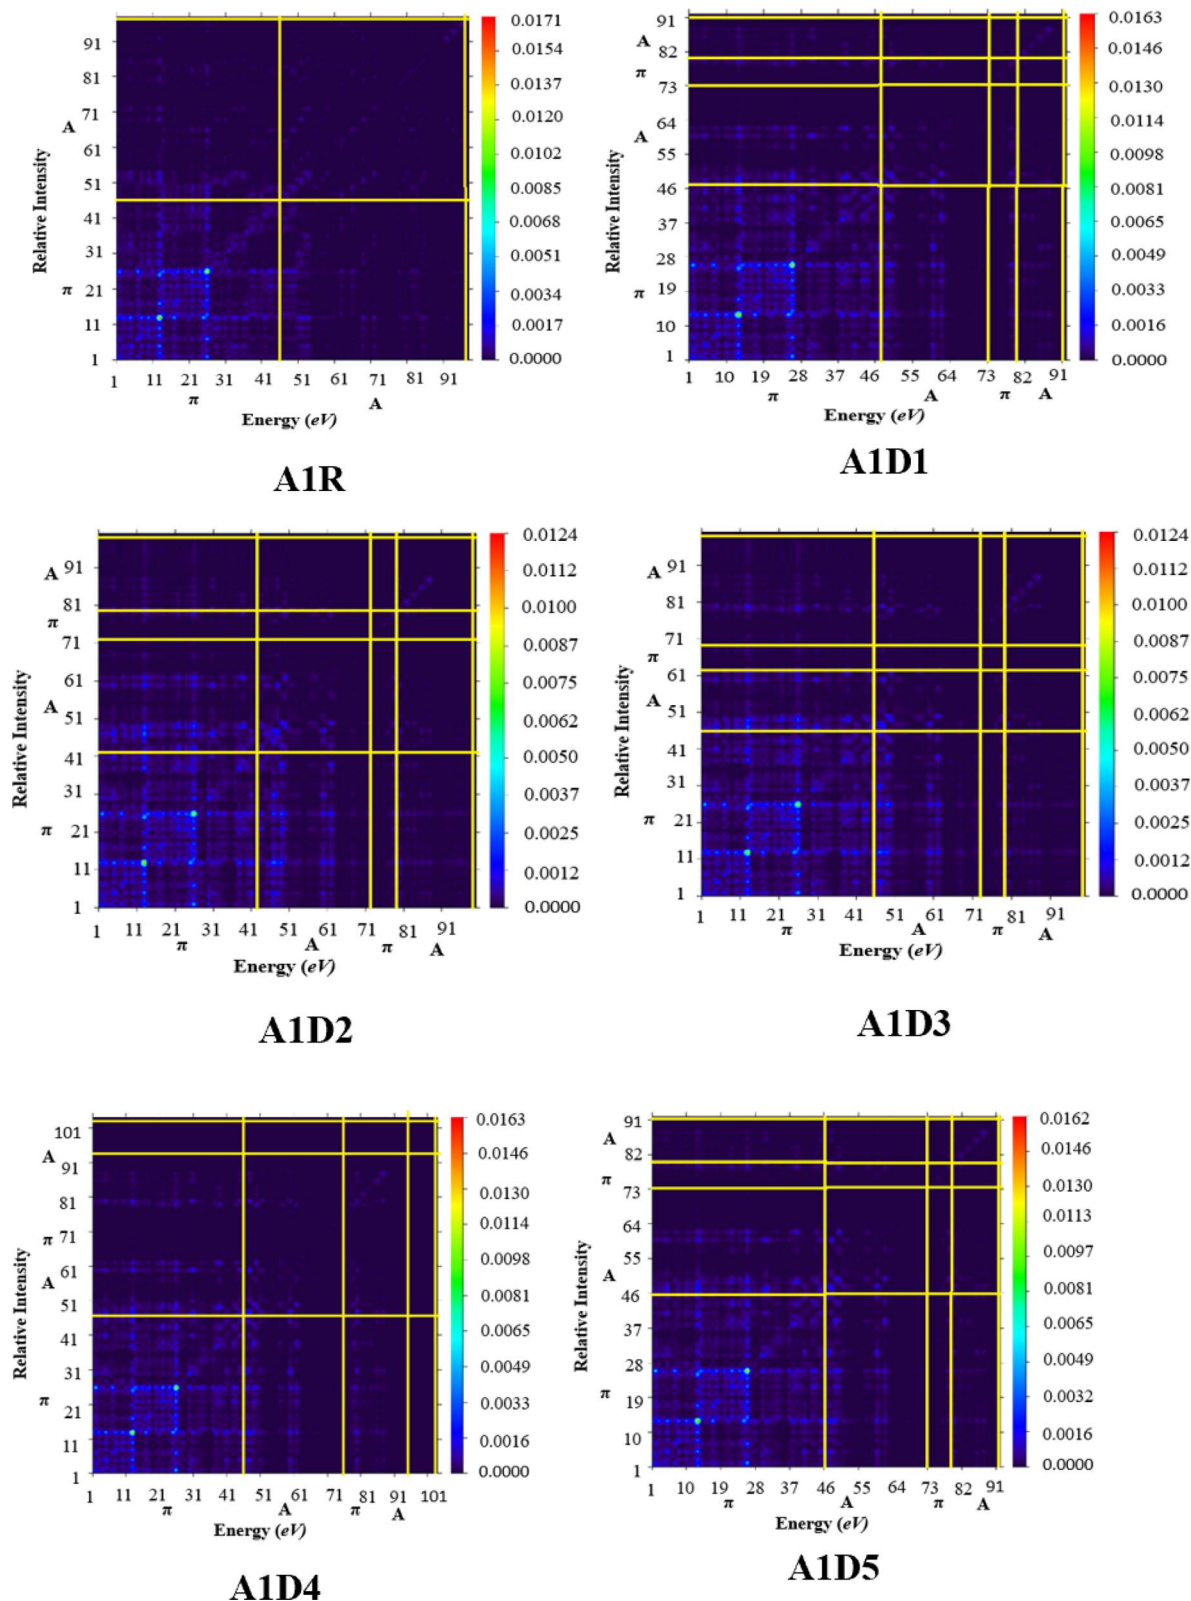 0.0171
0.0154
0.0137
0.0120
0.0102
0.0085
0.0068
0.0051
0.0034
0.0017
0.0000
91
81
71
A
61
51
41
31
π
21
11
1
Relative Intensity
1 11 21 31 41 51 61 71 81 91
π A
Energy (eV)
A1R
0.0163
0.0146
0.0130
0.0114
0.0098
0.0081
0.0065
0.0049
0.0033
0.0016
0.0000
91
A
82
π
73
64
A
55
46
37
28
π
19
10
1
Relative Intensity
1 10 19 28 37 46 55 64 73 82 91
π A π A
Energy (eV)
A1D1
0.0124
0.0112
0.0100
0.0087
0.0075
0.0062
0.0050
0.0037
0.0025
0.0012
0.0000
91
A
81
π
71
61
A
51
41
31
π
21
11
1
Relative Intensity
1 11 21 31 41 51 61 71 81 91
π A π A
Energy (eV)
A1D2
0.0124
0.0112
0.0100
0.0087
0.0075
0.0062
0.0050
0.0037
0.0025
0.0012
0.0000
91
A
81
71
π
61
A
51
41
31
π
21
11
1
Relative Intensity
1 11 21 31 41 51 61 71 81 91
π A π A
Energy (eV)
A1D3
0.0163
0.0146
0.0130
0.0114
0.0098
0.0081
0.0065
0.0049
0.0033
0.0016
0.0000
101
A
91
81
π
71
61
A
51
41
31
π
21
11
1
Relative Intensity
1 11 21 31 41 51 61 71 81 91 101
π A π A
Energy (eV)
A1D4
0.0162
0.0146
0.0130
0.0113
0.0097
0.0081
0.0065
0.0049
0.0032
0.0016
0.0000
91
A
82
π
73
64
A
55
46
37
28
π
19
10
1
Relative Intensity
1 10 19 28 37 46 55 64 73 82 91
π A π A
Energy (eV)
A1D5